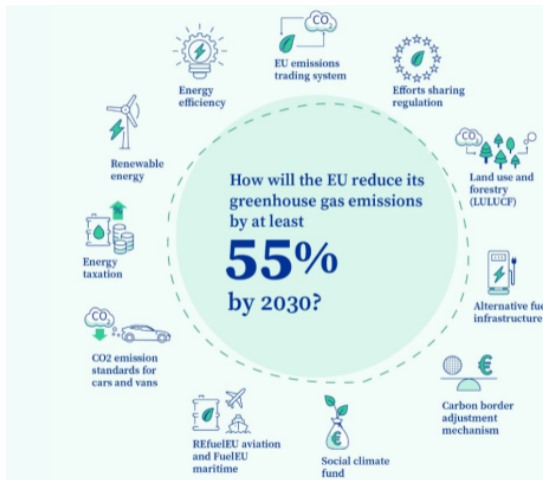 CO₂
EU emissions
trading system
Efforts sharing
regulation
CO₂
Land use and
forestry
(LULUCF)
Alternative
infrastructure
€
Carbon border
adjustment
mechanism
€
Social climate
fund
REfuelEU aviation
and FuelEU
maritime
CO₂
CO2 emission
standards for
cars and vans
%
Energy
taxation
Renewable
energy
Energy
efficiency
How will the EU reduce its
greenhouse gas emissions
by at least
55%
by 2030?